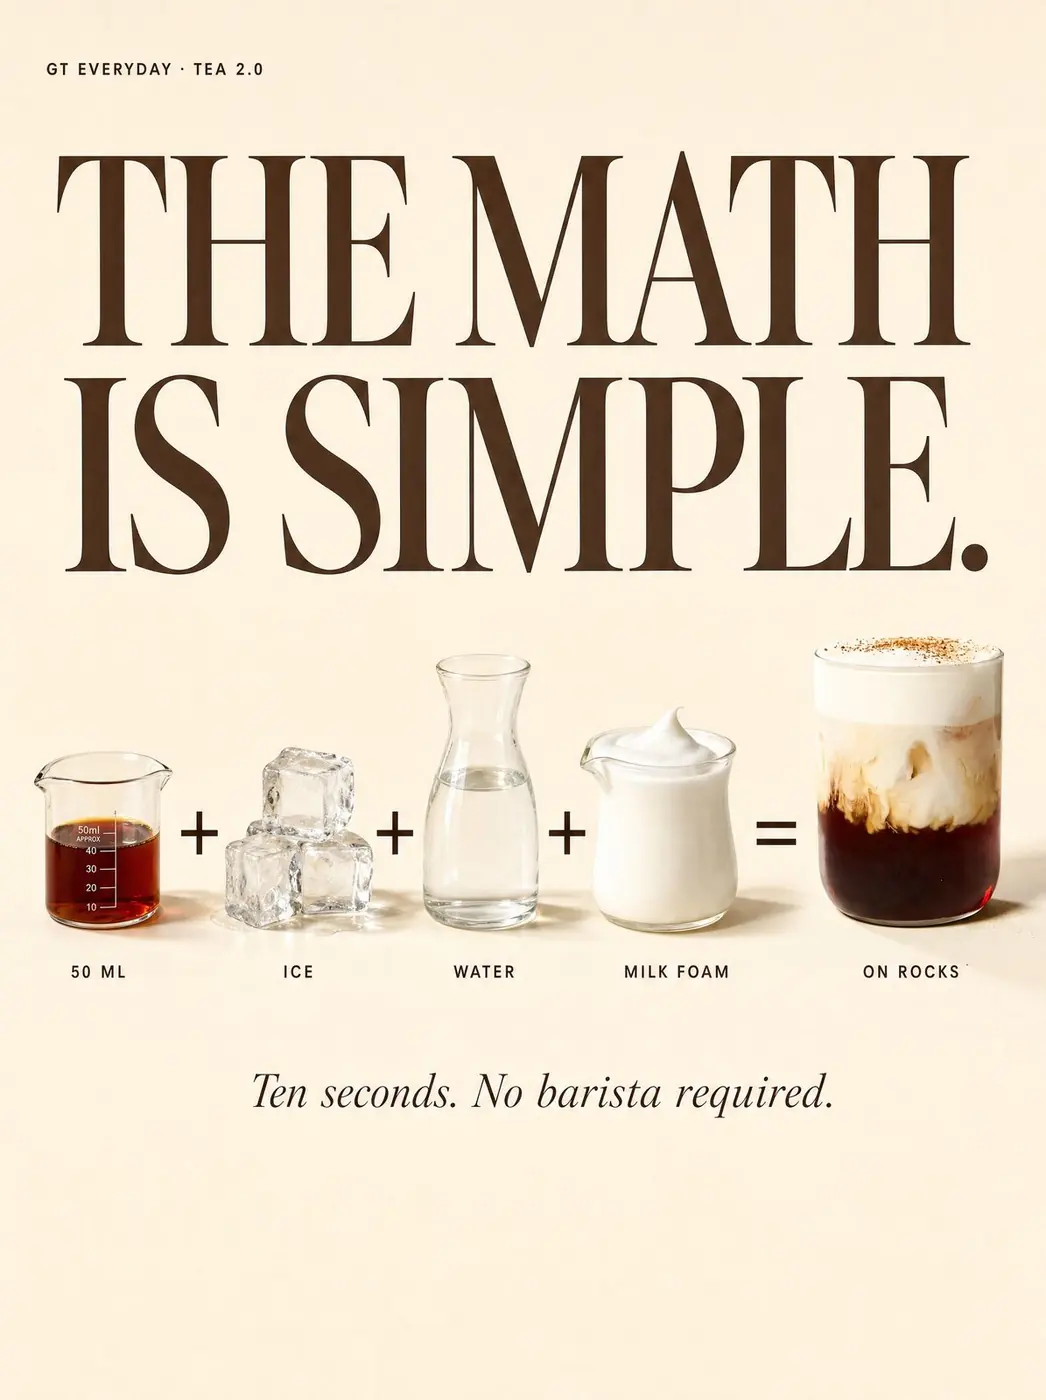 GT EVERYDAY · TEA 2.0
THE MATH
IS SIMPLE.
50ml
APPROX
40
30
20
10
+ + + =
50 ML ICE WATER MILK FOAM ON ROCKS
Ten seconds. No barista required.